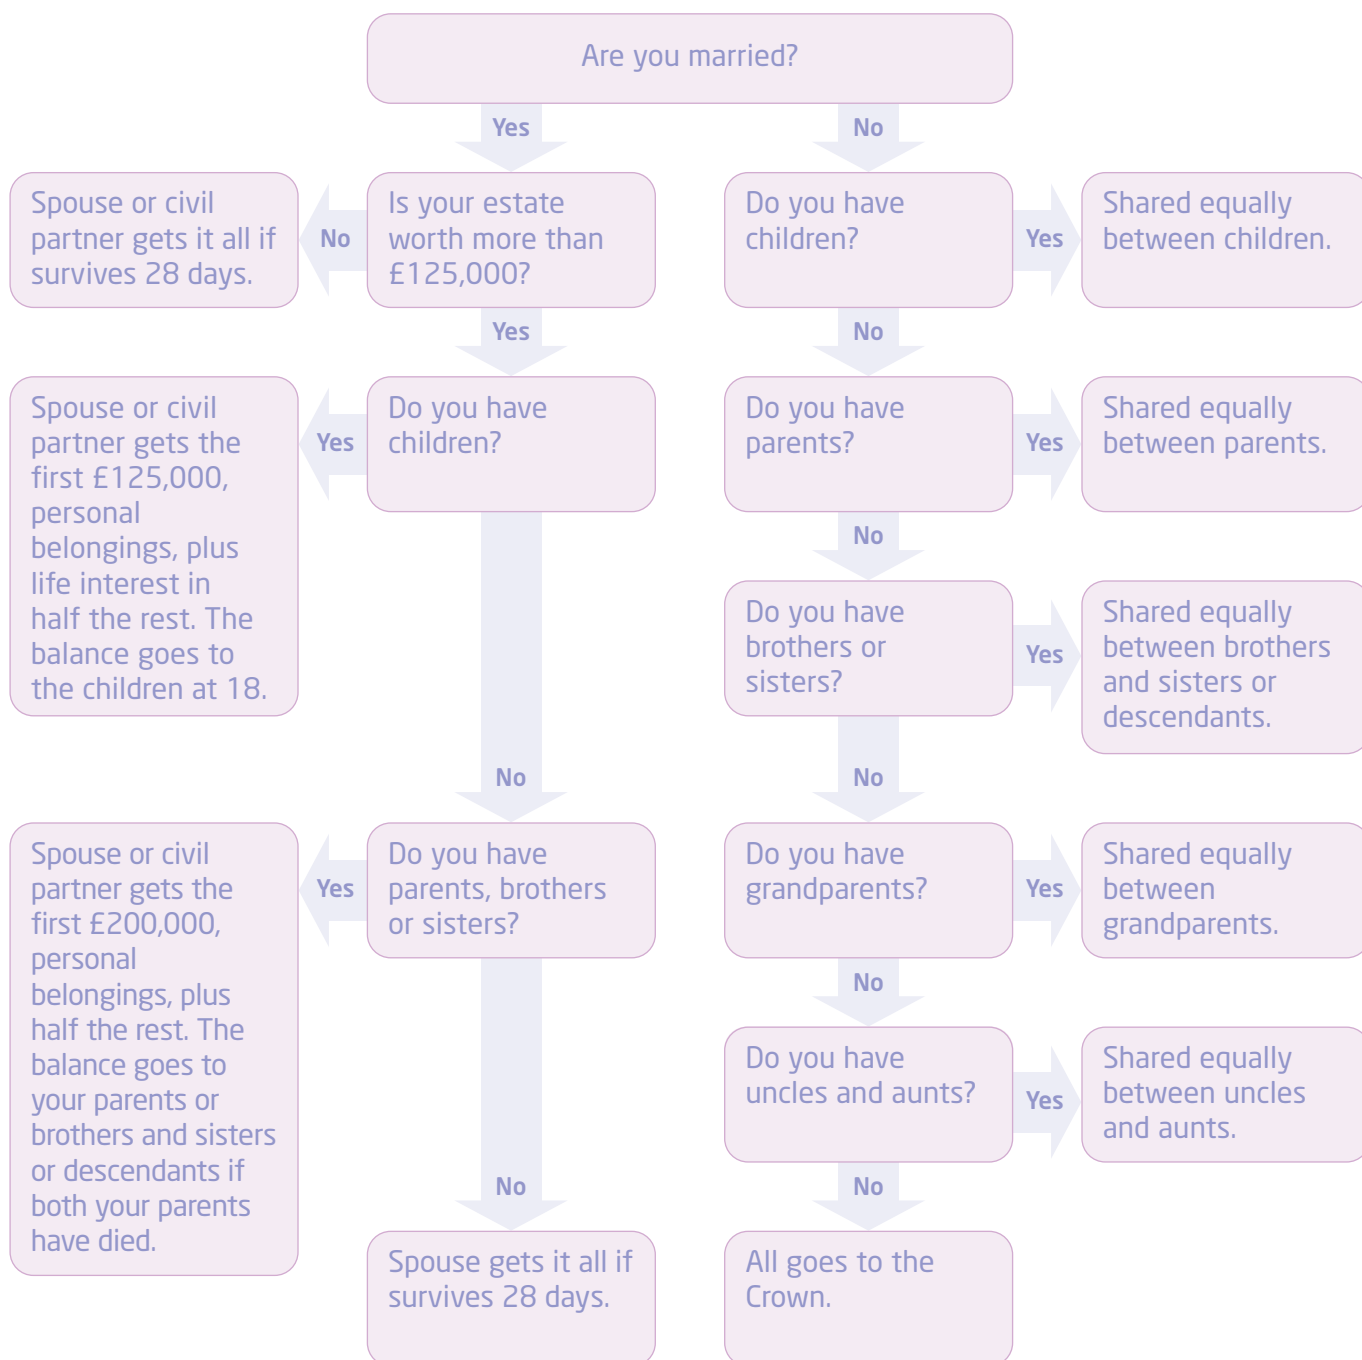 Are you married?
Yes
No
Spouse or civil
partner gets it all if
survives 28 days.
No
Is your estate
worth more than
£125,000?
Do you have
children?
Yes
Shared equally
between children.
Yes
No
Spouse or civil
partner gets the
first £125,000,
personal
belongings, plus
life interest in
half the rest. The
balance goes to
the children at 18.
Yes
Do you have
children?
Do you have
parents?
Yes
Shared equally
between parents.
No
Do you have
brothers or
sisters?
Yes
Shared equally
between brothers
and sisters or
descendants.
No
No
Spouse or civil
partner gets the
first £200,000,
personal
belongings, plus
half the rest. The
balance goes to
your parents or
brothers and sisters
or descendants if
both your parents
have died.
Yes
Do you have
parents, brothers
or sisters?
Do you have
grandparents?
Yes
Shared equally
between
grandparents.
No
Do you have
uncles and aunts?
Yes
Shared equally
between uncles
and aunts.
No
No
Spouse gets it all if
survives 28 days.
All goes to the
Crown.